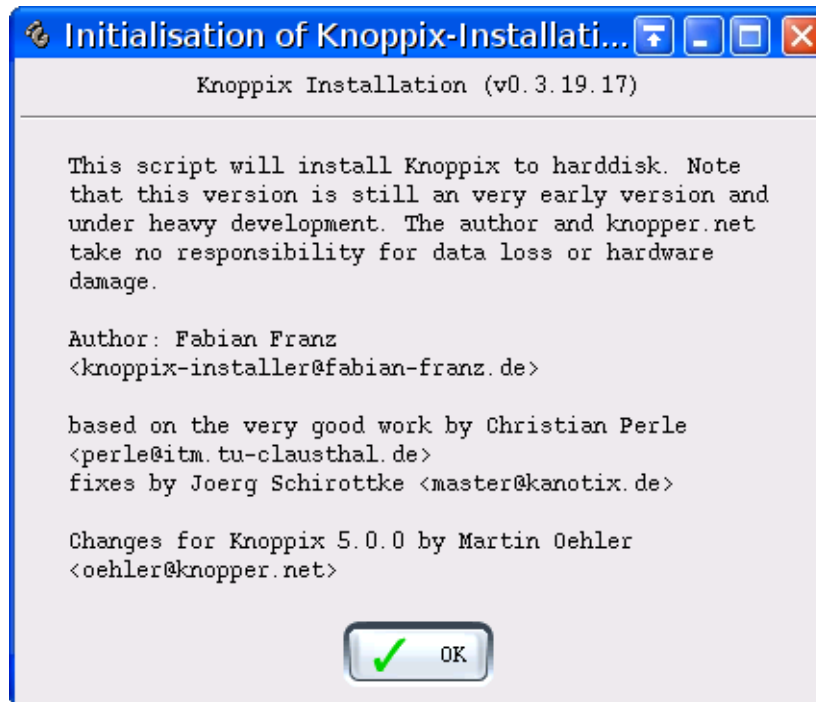 Initialisation of Knoppix-Installati...
Knoppix Installation (v0.3.19.17)
This script will install Knoppix to harddisk. Note
that this version is still an very early version and
under heavy development. The author and knopper.net
take no responsibility for data loss or hardware
damage.
Author: Fabian Franz
<knoppix-installer@fabian-franz.de>
based on the very good work by Christian Perle
<perle@itm.tu-clausthal.de>
fixes by Joerg Schirottke <master@kanotix.de>
Changes for Knoppix 5.0.0 by Martin Oehler
<oehler@knopper.net>
OK